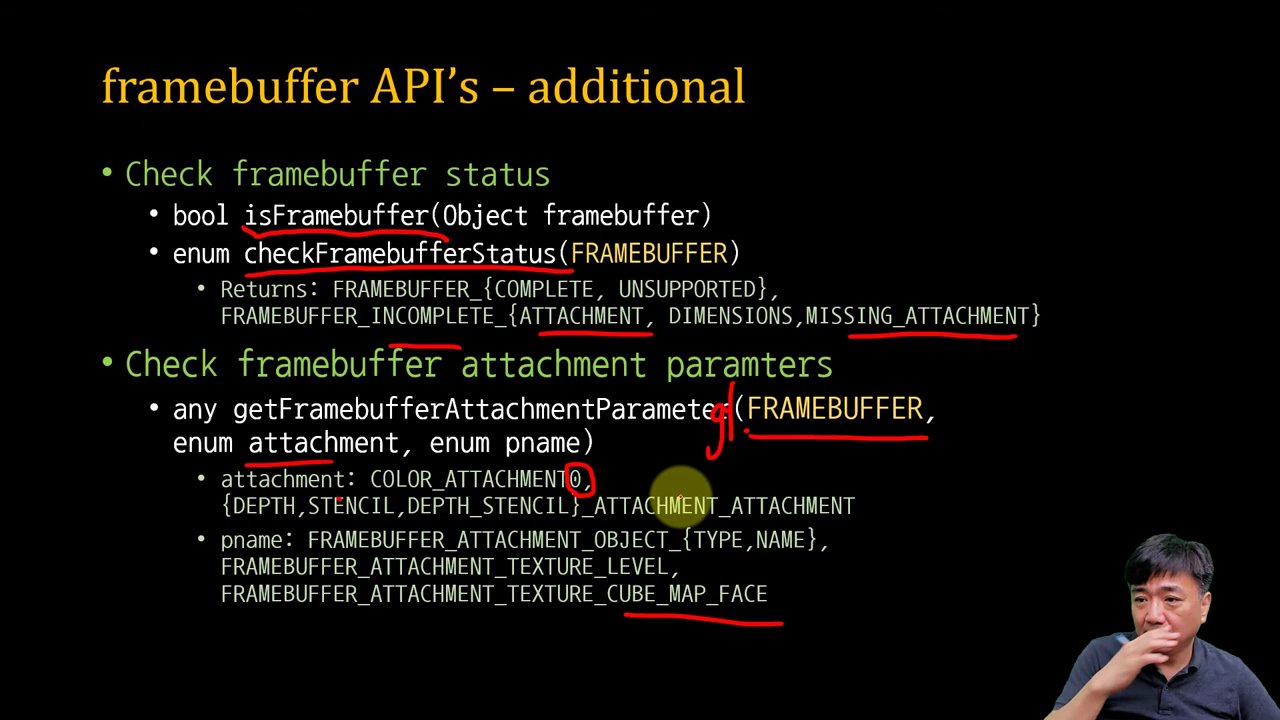 framebuffer API’s – additional
• Check framebuffer status
• bool isFramebuffer(Object framebuffer)
• enum checkFramebufferStatus(FRAMEBUFFER)
• Returns: FRAMEBUFFER_{COMPLETE, UNSUPPORTED},
FRAMEBUFFER_INCOMPLETE_{ATTACHMENT, DIMENSIONS,MISSING_ATTACHMENT}
• Check framebuffer attachment paramters
• any getFramebufferAttachmentParameter(FRAMEBUFFER,
gl.
enum attachment, enum pname)
• attachment: COLOR_ATTACHMENT0,
{DEPTH,STENCIL,DEPTH_STENCIL}_ATTACHMENT_ATTACHMENT
• pname: FRAMEBUFFER_ATTACHMENT_OBJECT_{TYPE,NAME},
FRAMEBUFFER_ATTACHMENT_TEXTURE_LEVEL,
FRAMEBUFFER_ATTACHMENT_TEXTURE_CUBE_MAP_FACE